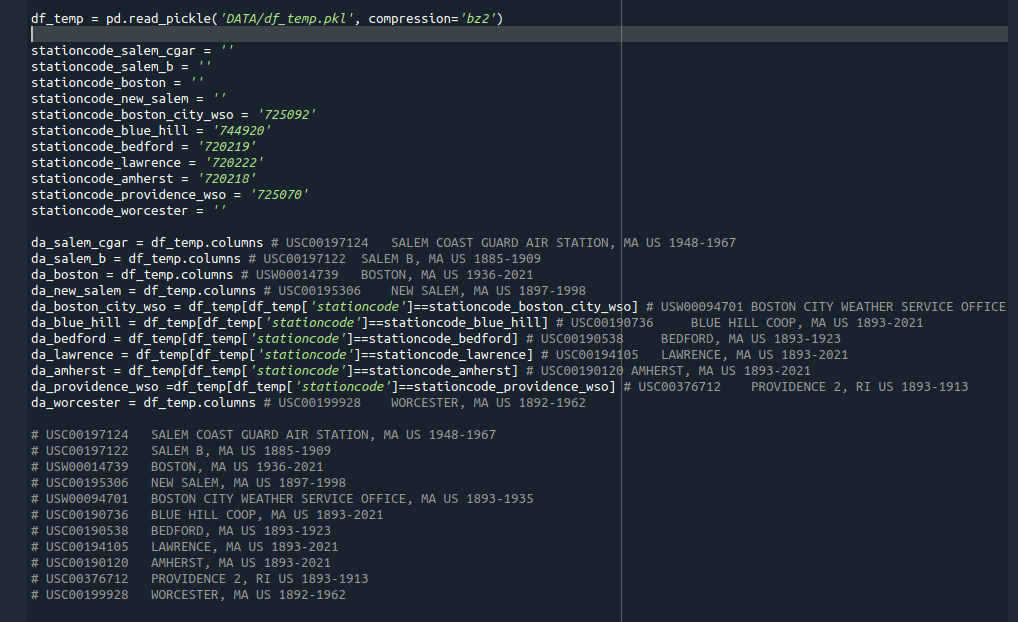 df_temp = pd.read_pickle('DATA/df_temp.pkl', compression='bz2')
stationcode_salem_cgar = ''
stationcode_salem_b = ''
stationcode_boston = ''
stationcode_new_salem = ''
stationcode_boston_city_wso = '725092'
stationcode_blue_hill = '744920'
stationcode_bedford = '720219'
stationcode_lawrence = '720222'
stationcode_amherst = '720218'
stationcode_providence_wso = '725070'
stationcode_worcester = ''
da_salem_cgar = df_temp.columns # USC00197124   SALEM COAST GUARD AIR STATION, MA US 1948-1967
da_salem_b = df_temp.columns # USC00197122  SALEM B, MA US 1885-1909
da_boston = df_temp.columns # USW00014739   BOSTON, MA US 1936-2021
da_new_salem = df_temp.columns # USC00195306    NEW SALEM, MA US 1897-1998
da_boston_city_wso = df_temp[df_temp['stationcode']==stationcode_boston_city_wso] # USW00094701 BOSTON CITY WEATHER SERVICE OFFICE
da_blue_hill = df_temp[df_temp['stationcode']==stationcode_blue_hill] # USC00190736     BLUE HILL COOP, MA US 1893-2021
da_bedford = df_temp[df_temp['stationcode']==stationcode_bedford] # USC00190538     BEDFORD, MA US 1893-1923
da_lawrence = df_temp[df_temp['stationcode']==stationcode_lawrence] # USC00194105   LAWRENCE, MA US 1893-2021
da_amherst = df_temp[df_temp['stationcode']==stationcode_amherst] # USC00190120 AMHERST, MA US 1893-2021
da_providence_wso =df_temp[df_temp['stationcode']==stationcode_providence_wso] # USC00376712    PROVIDENCE 2, RI US 1893-1913
da_worcester = df_temp.columns # USC00199928    WORCESTER, MA US 1892-1962
# USC00197124   SALEM COAST GUARD AIR STATION, MA US 1948-1967
# USC00197122   SALEM B, MA US 1885-1909
# USW00014739   BOSTON, MA US 1936-2021
# USC00195306   NEW SALEM, MA US 1897-1998
# USW00094701   BOSTON CITY WEATHER SERVICE OFFICE, MA US 1893-1935
# USC00190736   BLUE HILL COOP, MA US 1893-2021
# USC00190538   BEDFORD, MA US 1893-1923
# USC00194105   LAWRENCE, MA US 1893-2021
# USC00190120   AMHERST, MA US 1893-2021
# USC00376712   PROVIDENCE 2, RI US 1893-1913
# USC00199928   WORCESTER, MA US 1892-1962